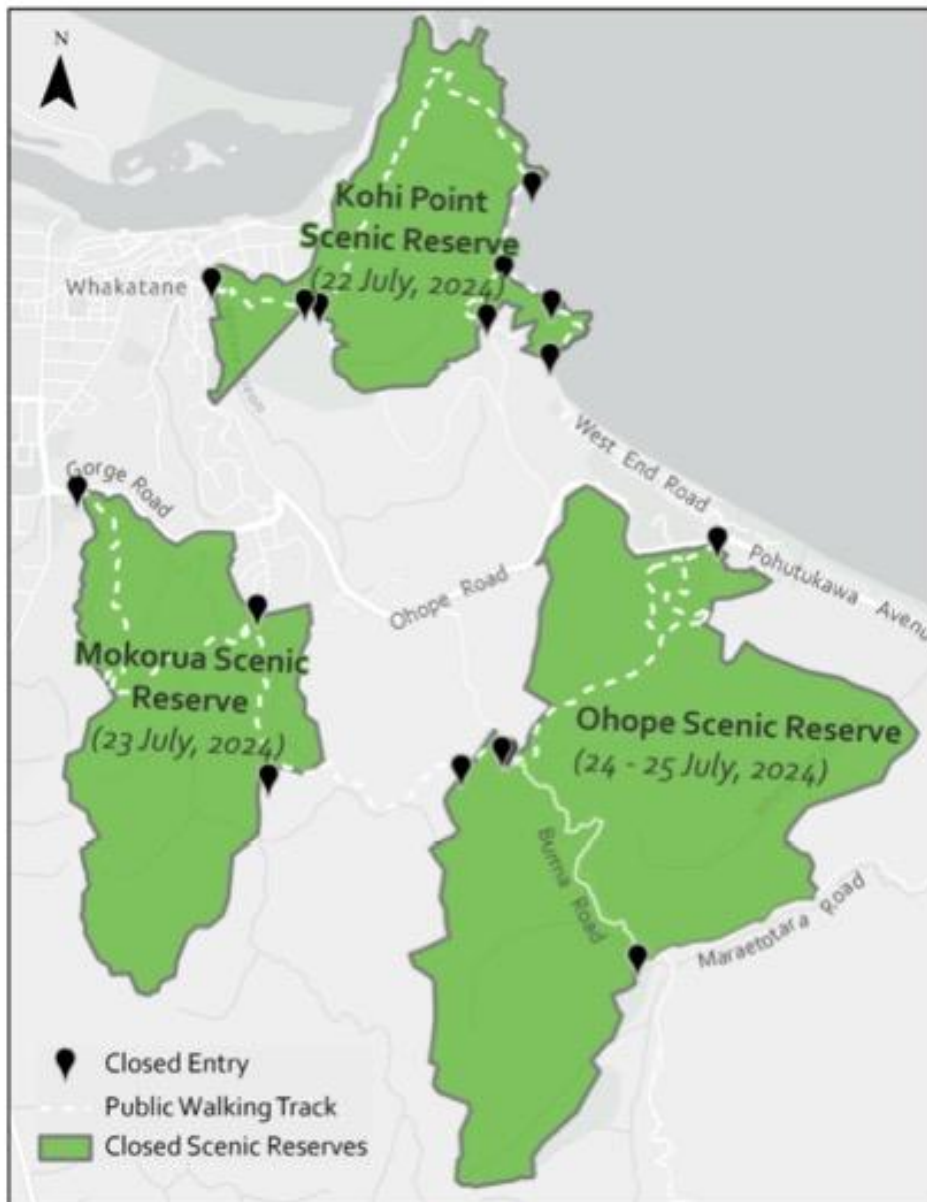 N
Kohi Point
Scenic Reserve
(22 July, 2024)
Whakatane
West End Road
Gorge Road
Pohutukawa Avenu
Ohope Road
Mokorua Scenic
Reserve
(23 July, 2024)
Ohope Scenic Reserve
(24 - 25 July, 2024)
Burma Road
Maraetotara Road
Closed Entry
Public Walking Track
Closed Scenic Reserves